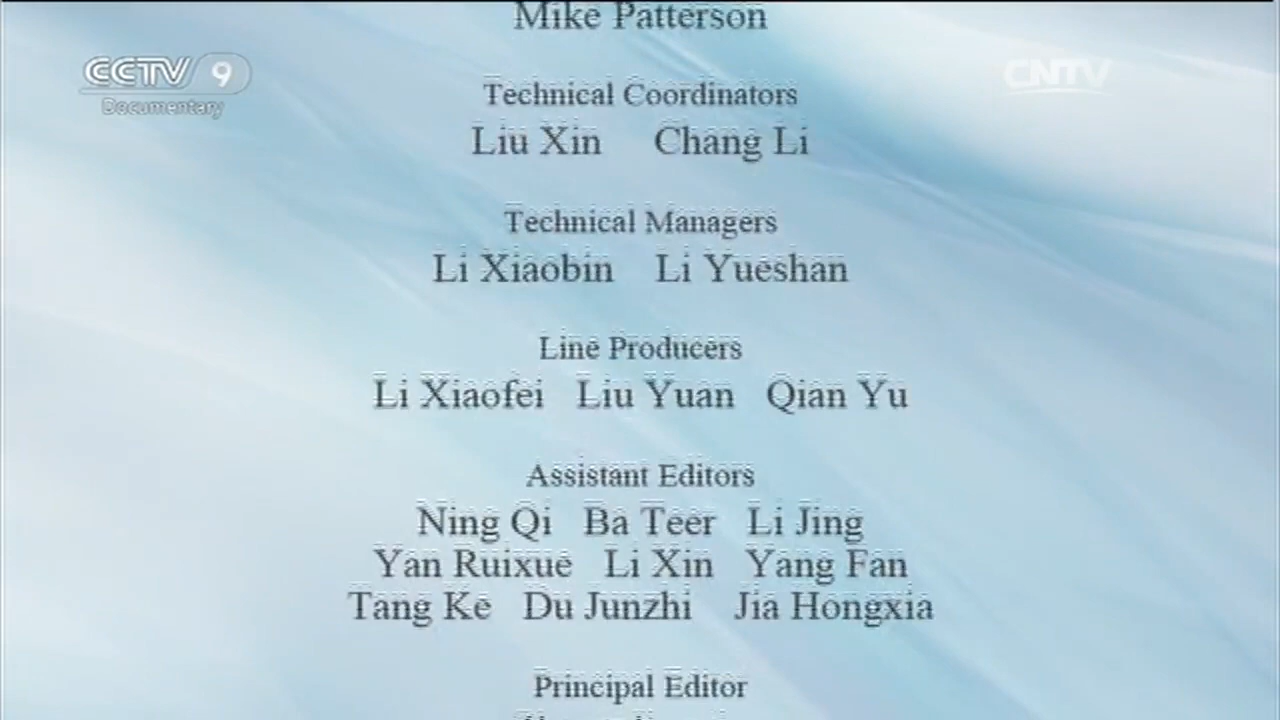 Mike Patterson
CCTV 9
Documentary
CNTV
Technical Coordinators
Liu Xin Chang Li
Technical Managers
Li Xiaobin Li Yueshan
Line Producers
Li Xiaofei Liu Yuan Qian Yu
Assistant Editors
Ning Qi Ba Teer Li Jing
Yan Ruixue Li Xin Yang Fan
Tang Ke Du Junzhi Jia Hongxia
Principal Editor